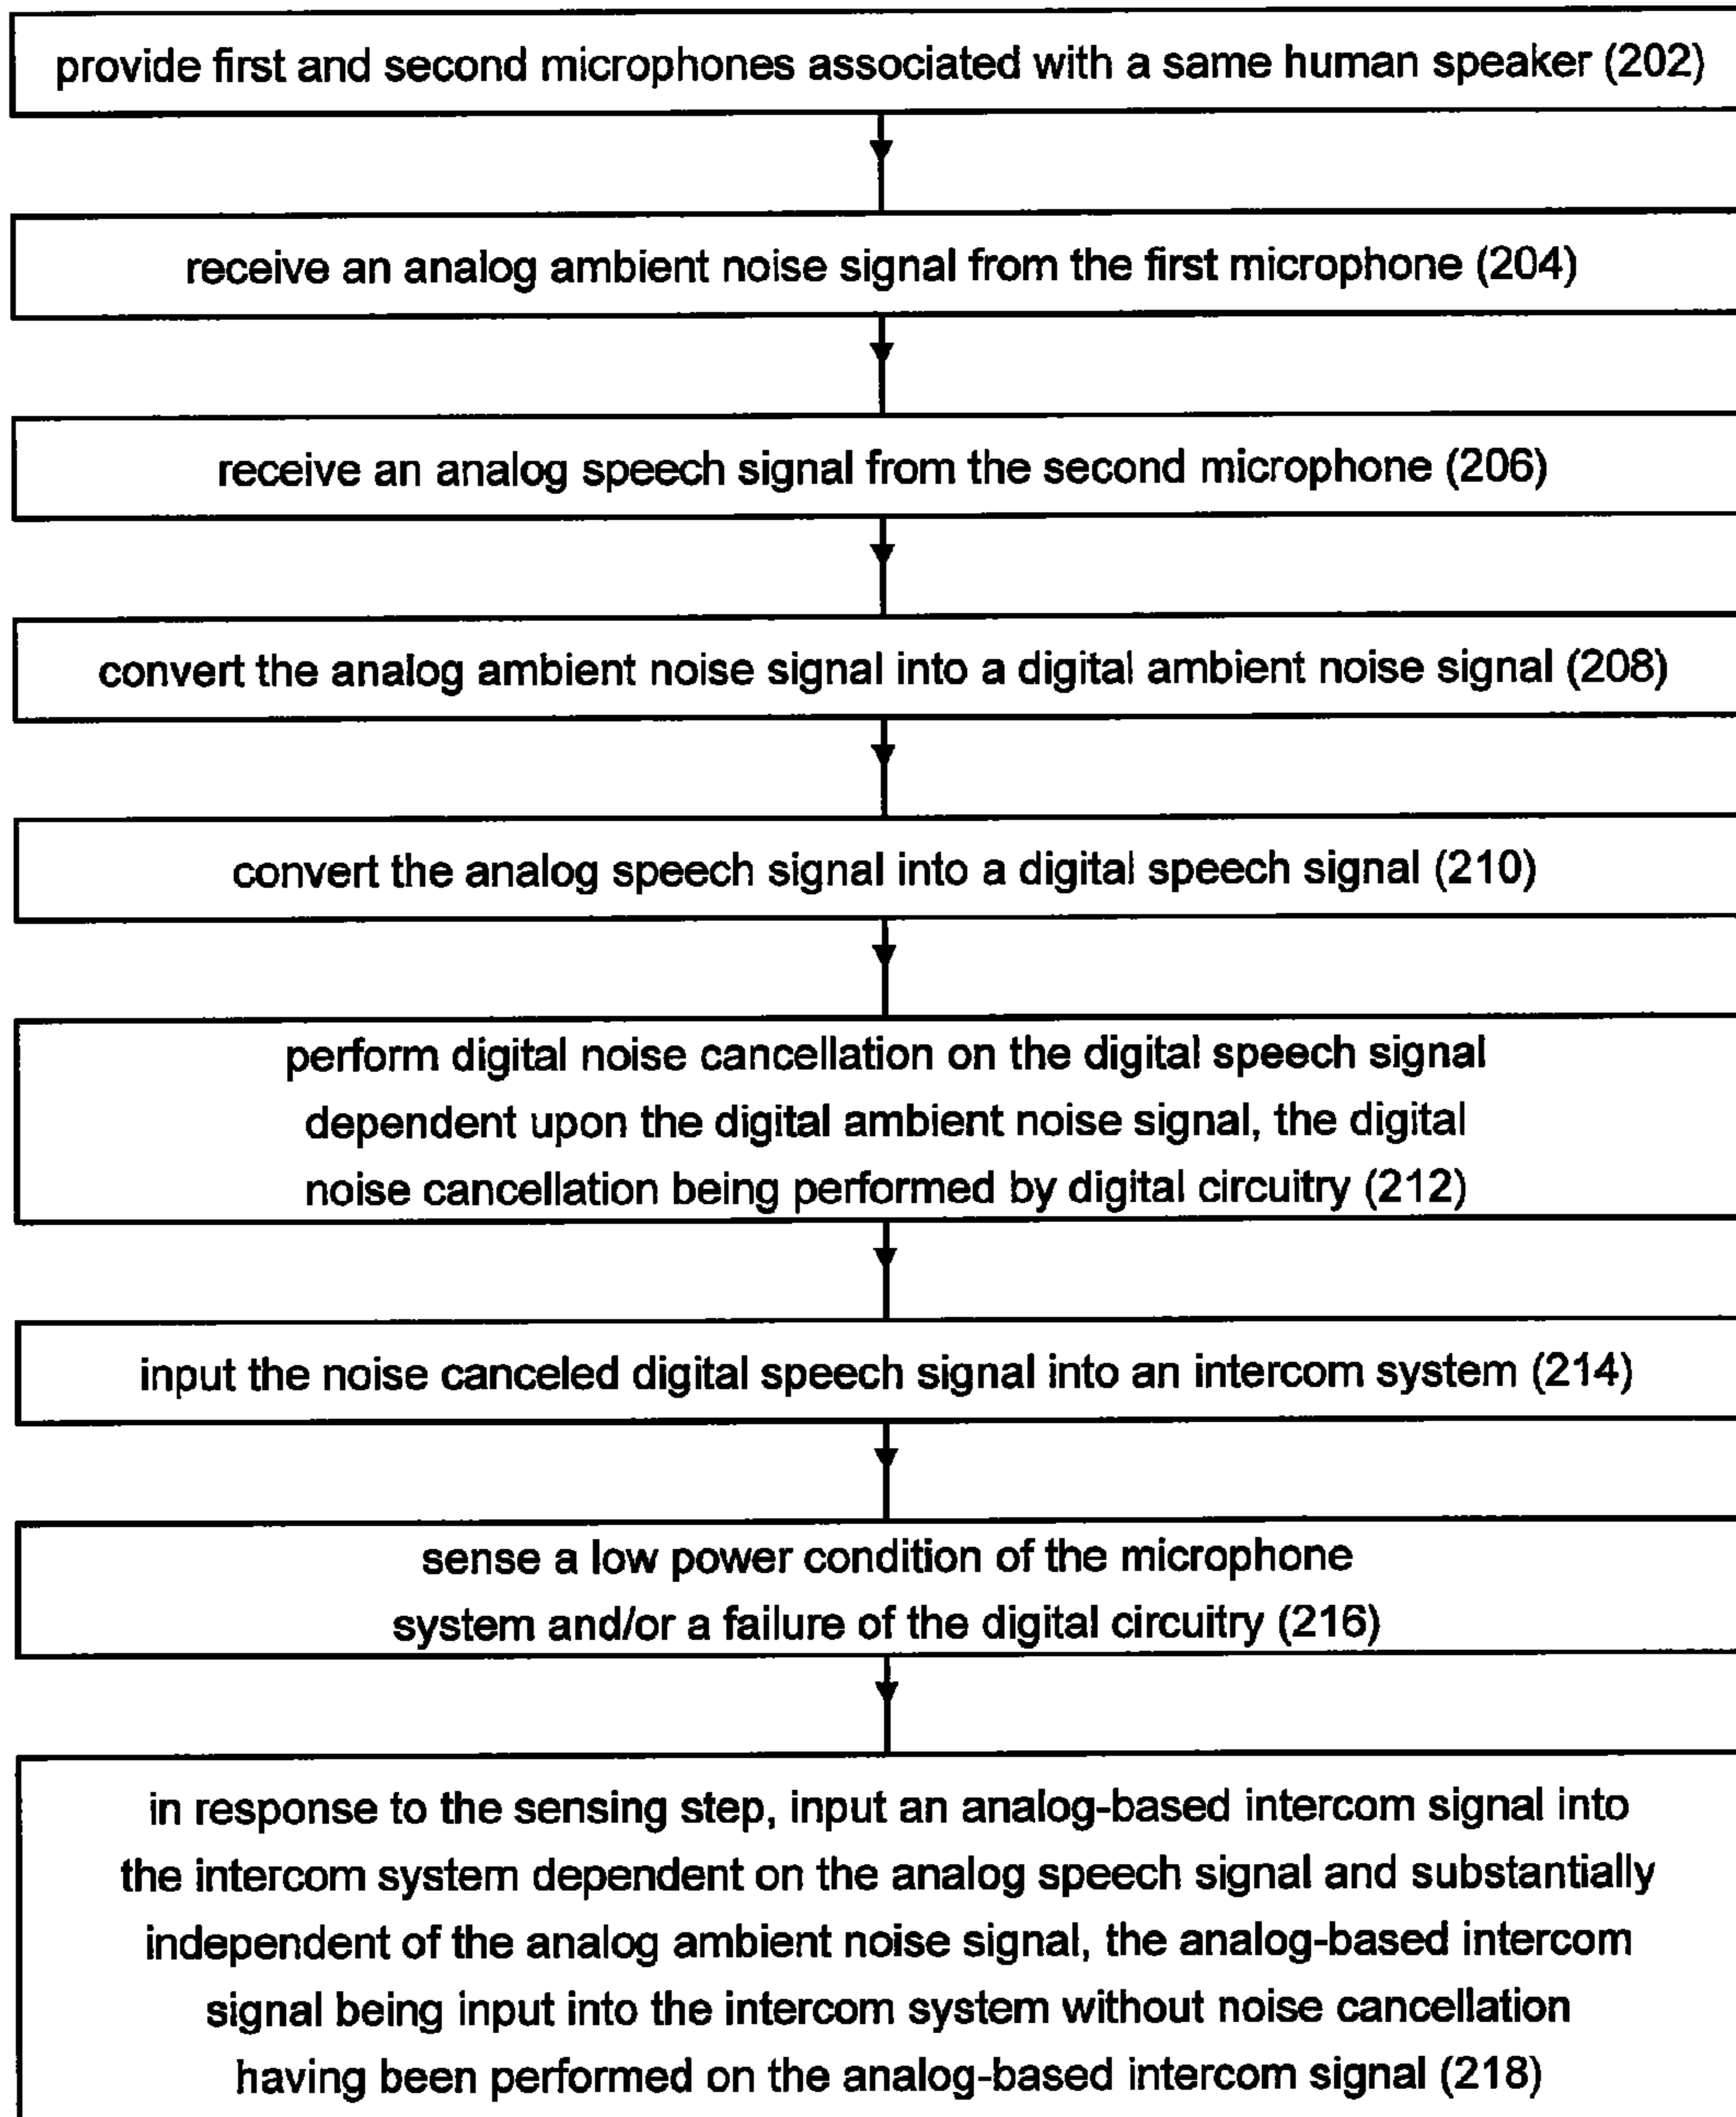 provide first and second microphones associated with a same human speaker (202)
receive an analog ambient noise signal from the first microphone (204)
receive an analog speech signal from the second microphone (206)
convert the analog ambient noise signal into a digital ambient noise signal (208)
convert the analog speech signal into a digital speech signal (210)
perform digital noise cancellation on the digital speech signal
dependent upon the digital ambient noise signal, the digital
noise cancellation being performed by digital circuitry (212)
input the noise canceled digital speech signal into an intercom system (214)
sense a low power condition of the microphone
system and/or a failure of the digital circuitry (216)
in response to the sensing step, input an analog-based intercom signal into
the intercom system dependent on the analog speech signal and substantially
independent of the analog ambient noise signal, the analog-based intercom
signal being input into the intercom system without noise cancellation
having been performed on the analog-based intercom signal (218)